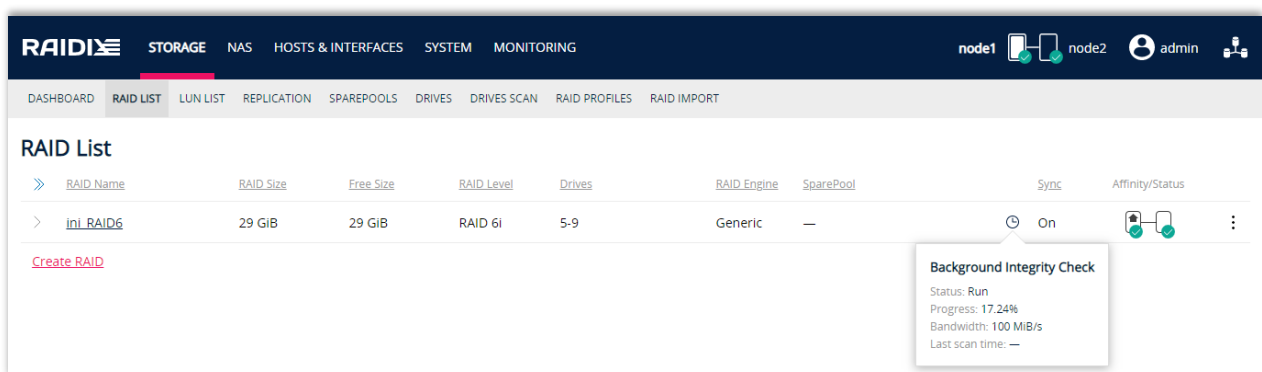 RAIDIX STORAGE NAS HOSTS & INTERFACES SYSTEM MONITORING node1 node2 admin
DASHBOARD RAID LIST LUN LIST REPLICATION SPAREPOOLS DRIVES DRIVES SCAN RAID PROFILES RAID IMPORT
RAID List
RAID Name RAID Size Free Size RAID Level Drives RAID Engine SparePool Sync Affinity/Status
ini_RAID6 29 GiB 29 GiB RAID 6i 5-9 Generic — On
Create RAID
Background Integrity Check
Status: Run
Progress: 17.24%
Bandwidth: 100 MiB/s
Last scan time: —